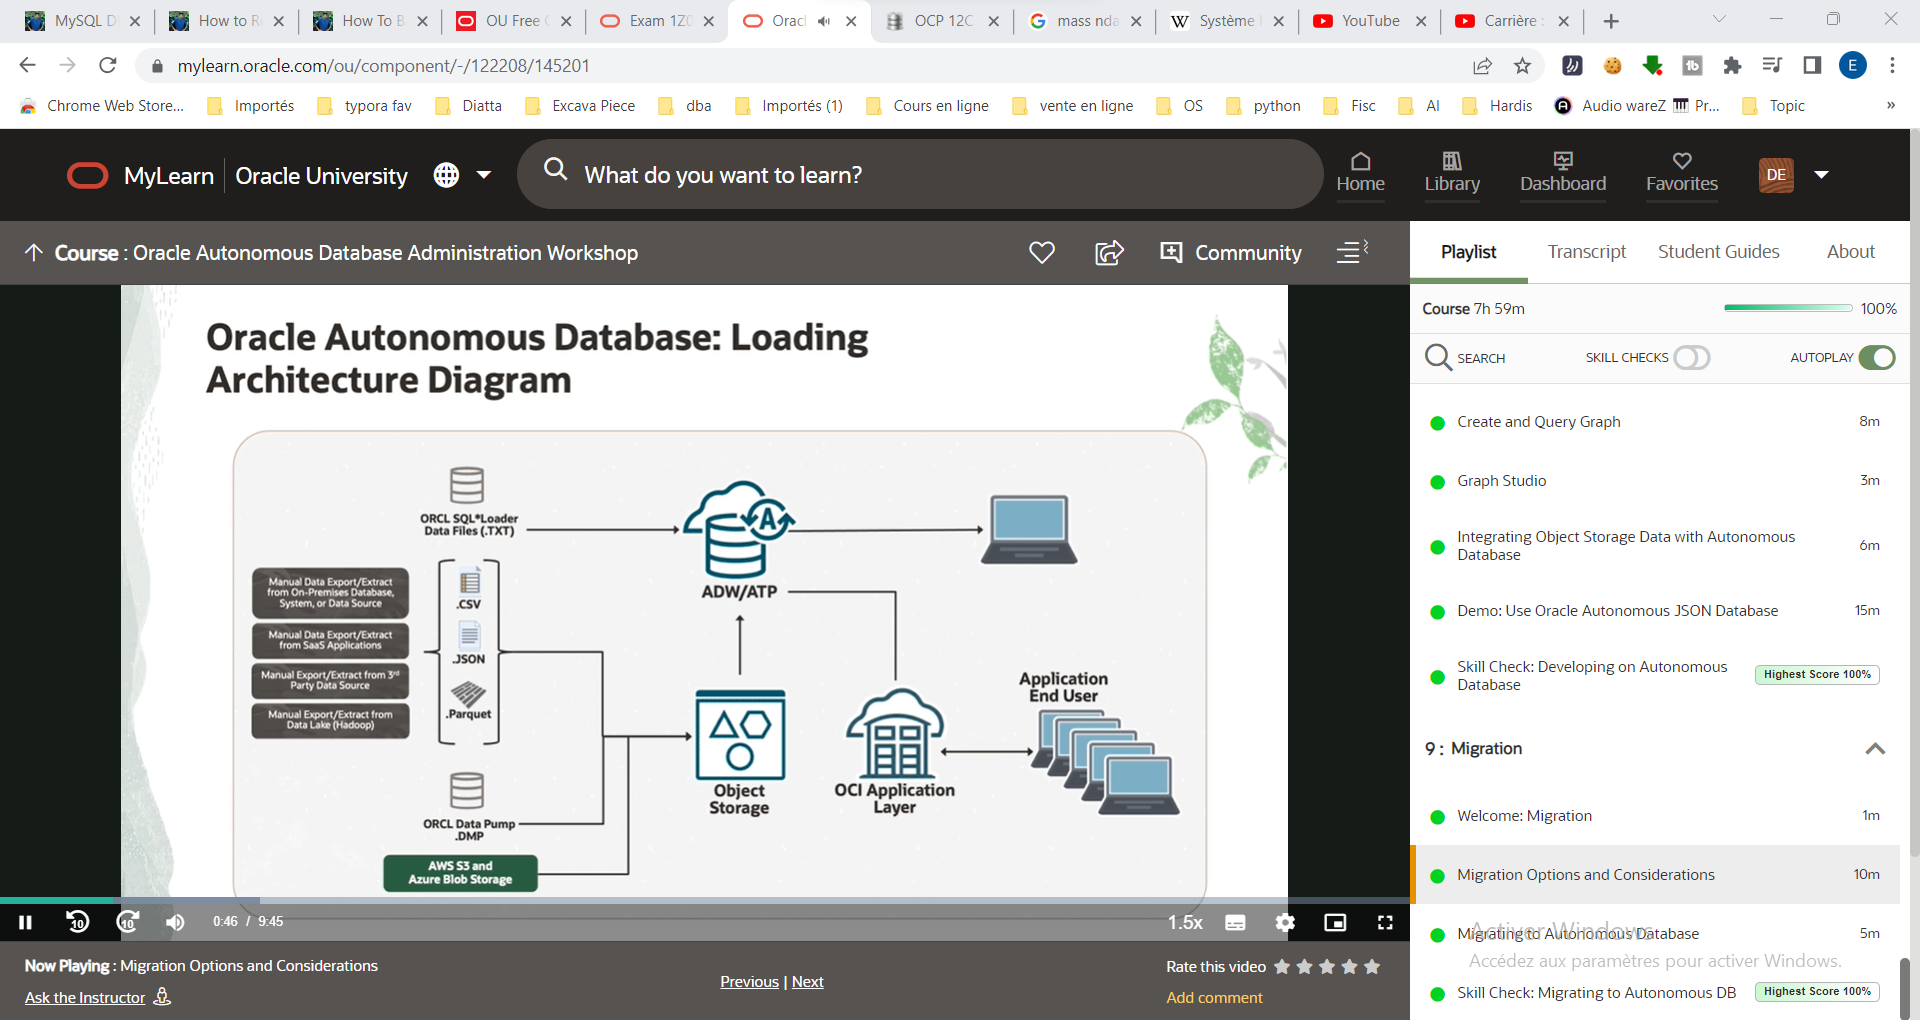 MySQL D
How to R
How To B
OU Free
Exam 1Z0
Orac
OCP 12C
mass nda
Système
YouTube
Carrière :
mylearn.oracle.com/ou/component/-/122208/145201
E
Chrome Web Store...
Importés
typora fav
Diatta
Excava Piece
dba
Importés (1)
Cours en ligne
vente en ligne
OS
python
Fisc
AI
Hardis
Audio wareZ
Pr...
Topic
»
MyLearn
Oracle University
What do you want to learn?
Home
Library
Dashboard
Favorites
DE
Course : Oracle Autonomous Database Administration Workshop
Community
Playlist
Transcript
Student Guides
About
Course 7h 59m
100%
SEARCH
SKILL CHECKS
AUTOPLAY
Oracle Autonomous Database: Loading
Architecture Diagram
ORCL SQL*Loader
Data Files (.TXT)
ADW/ATP
Manual Data Export/Extract
from On-Premises Database,
System, or Data Source
Manual Data Export/Extract
from SaaS Applications
Manual Export/Extract from 3rd
Party Data Source
Manual Export/Extract from
Data Lake (Hadoop)
.CSV
.JSON
.Parquet
ORCL Data Pump
.DMP
AWS S3 and
Azure Blob Storage
Object
Storage
OCI Application
Layer
Application
End User
A
10
10
0:46 / 9:45
1.5x
Now Playing : Migration Options and Considerations
Ask the Instructor
Previous | Next
Rate this video
Add comment
Create and Query Graph
8m
Graph Studio
3m
Integrating Object Storage Data with Autonomous
Database
6m
Demo: Use Oracle Autonomous JSON Database
15m
Skill Check: Developing on Autonomous
Database
Highest Score 100%
9 : Migration
Welcome: Migration
1m
Migration Options and Considerations
10m
Migrating to Autonomous Database
5m
Activer Windows
Accédez aux paramètres pour activer Windows.
Skill Check: Migrating to Autonomous DB
Highest Score 100%